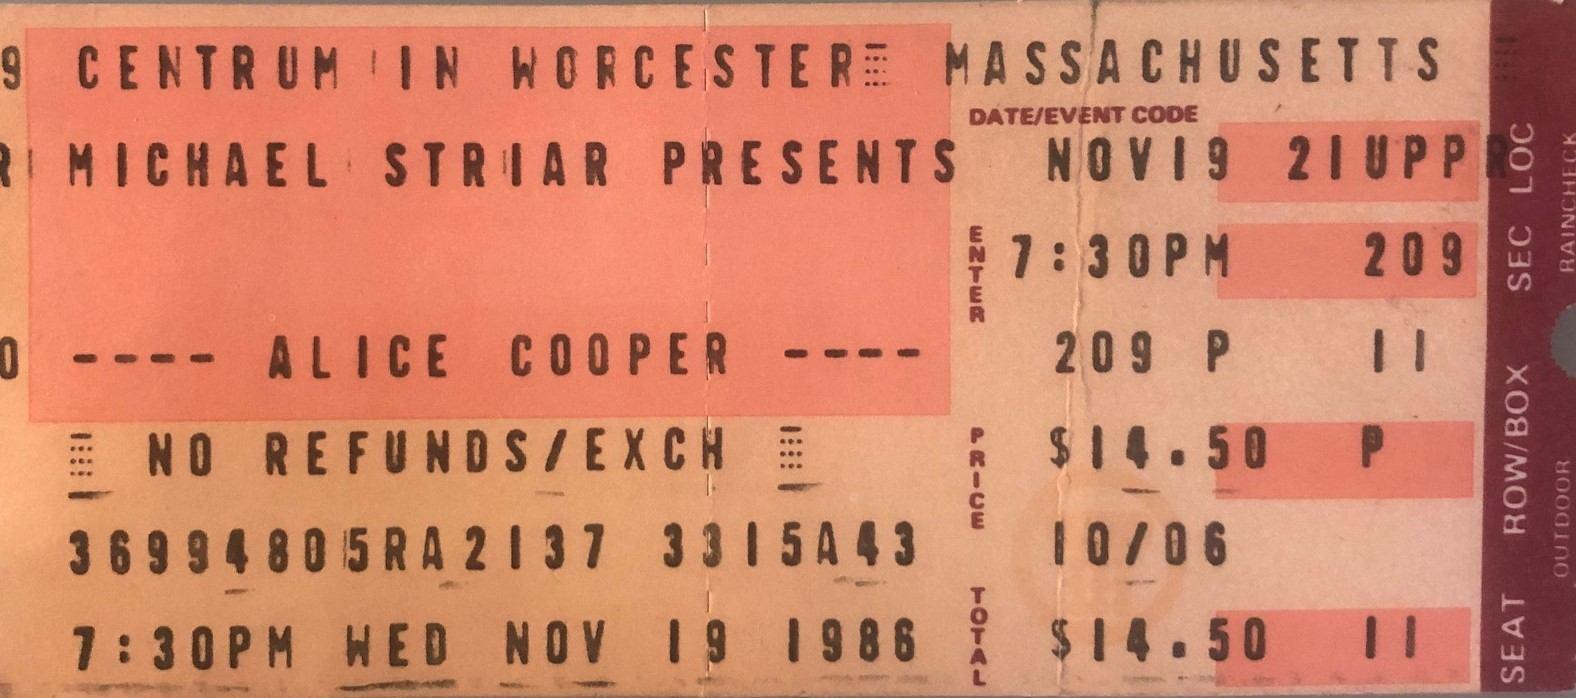 9 CENTRUM IN WORCESTER MASSACHUSETTS
DATE/EVENT CODE
R MICHAEL STRIAR PRESENTS NOV19 21UPPR
ENTER 7:30PM 209
0 ---- ALICE COOPER ---- 209 P 11
NO REFUNDS/EXCH PRICE $14.50 P
36994805RA2137 3315A43 10/06
7:30PM WED NOV 19 1986 TOTAL $14.50 11
SEAT ROW/BOX SEC LOC
OUTDOOR RAINCHECK